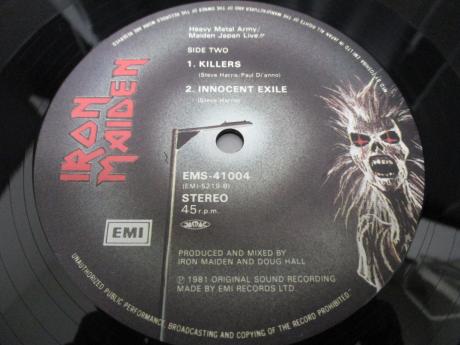 Heavy Metal Army/
Maiden Japan Live!!
SIDE TWO
1. KILLERS
(Steve Harris/Paul Di'anno)
2. INNOCENT EXILE
(Steve Harris)
IRON
MAIDEN
EMS-41004
(EMI-5219-B)
STEREO
45 r.p.m.
JASRAC
EMI
PRODUCED AND MIXED BY
IRON MAIDEN AND DOUG HALL
Ⓟ 1981 ORIGINAL SOUND RECORDING
MADE BY EMI RECORDS LTD.
UNAUTHORIZED PUBLIC PERFORMANCE, BROADCASTING AND COPYING OF THE RECORD PROHIBITED.